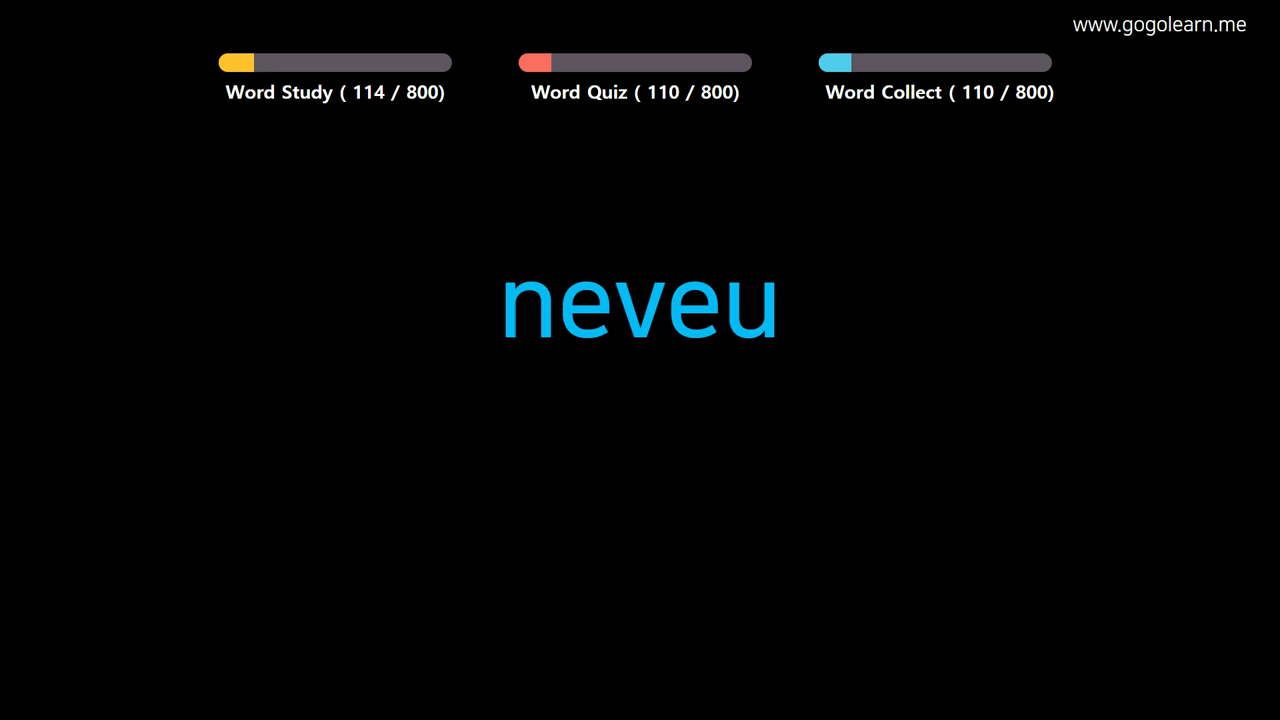 www.gogolearn.me
Word Study ( 114 / 800)
Word Quiz ( 110 / 800)
Word Collect ( 110 / 800)
neveu